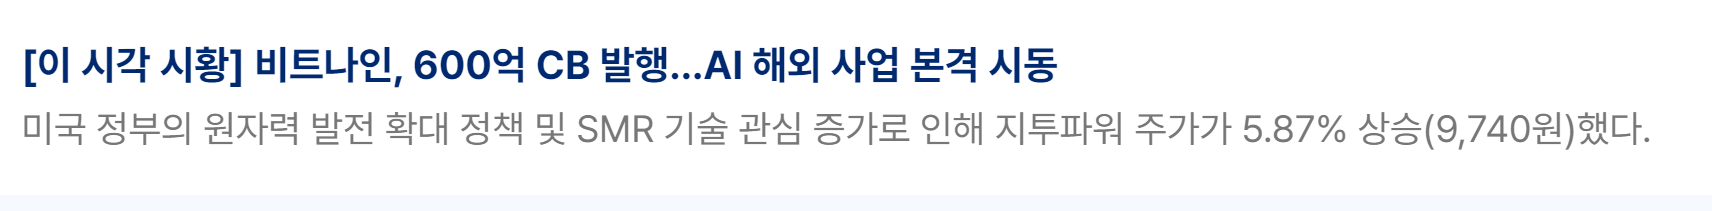 [이 시각 시황] 비트나인, 600억 CB 발행...AI 해외 사업 본격 시동
미국 정부의 원자력 발전 확대 정책 및 SMR 기술 관심 증가로 인해 지투파워 주가가 5.87% 상승(9,740원)했다.